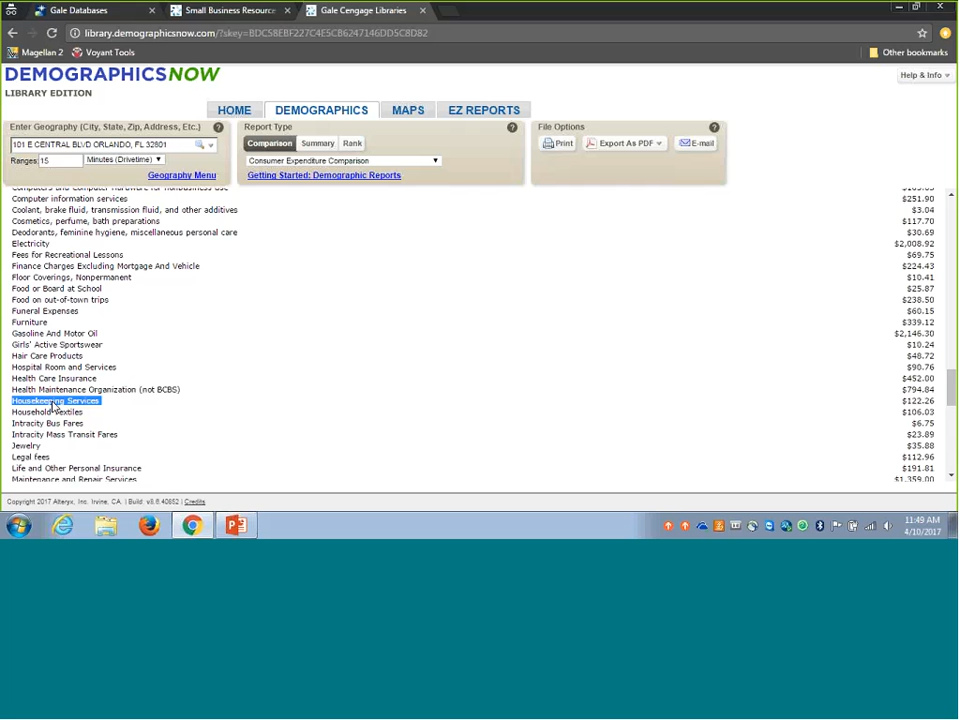 Gale Databases × Small Business Resource × Gale Cengage Libraries ×
library.demographicsnow.com/?skey=BDC5BEBF227C4E5CB6247146DD5C8D82
Magellan 2 Voyant Tools Other bookmarks
DEMOGRAPHICSNOW
LIBRARY EDITION
Help & Info
HOME DEMOGRAPHICS MAPS EZ REPORTS
Enter Geography (City, State, Zip, Address, Etc.) ? Report Type ? File Options ?
101 E CENTRAL BLVD ORLANDO, FL 32801 Comparison Summary Rank Print Export As PDF E-mail
Ranges: 15 Minutes (Drivetime) Consumer Expenditure Comparison
Geography Menu Getting Started: Demographic Reports
Computers and Computer Hardware for Nonbusiness Use
Computer information services $251.90
Coolant, brake fluid, transmission fluid, and other additives $3.04
Cosmetics, perfume, bath preparations $117.70
Deodorants, feminine hygiene, miscellaneous personal care $30.69
Electricity $2,008.92
Fees for Recreational Lessons $69.75
Finance Charges Excluding Mortgage And Vehicle $224.43
Floor Coverings, Nonpermanent $10.41
Food or Board at School $25.87
Food on out-of-town trips $238.50
Funeral Expenses $60.15
Furniture $339.12
Gasoline And Motor Oil $2,146.30
Girls' Active Sportswear $10.24
Hair Care Products $48.72
Hospital Room and Services $90.76
Health Care Insurance $452.00
Health Maintenance Organization (not BCBS) $794.84
Housekeeping Services $122.26
Household Textiles $106.03
Intracity Bus Fares $6.75
Intracity Mass Transit Fares $23.89
Jewelry $35.88
Legal fees $112.96
Life and Other Personal Insurance $191.81
Maintenance and Repair Services $1,359.00
Copyright 2017 Alteryx, Inc. Irvine, CA. | Build: v8.6.40652 | Credits
11:49 AM
4/10/2017